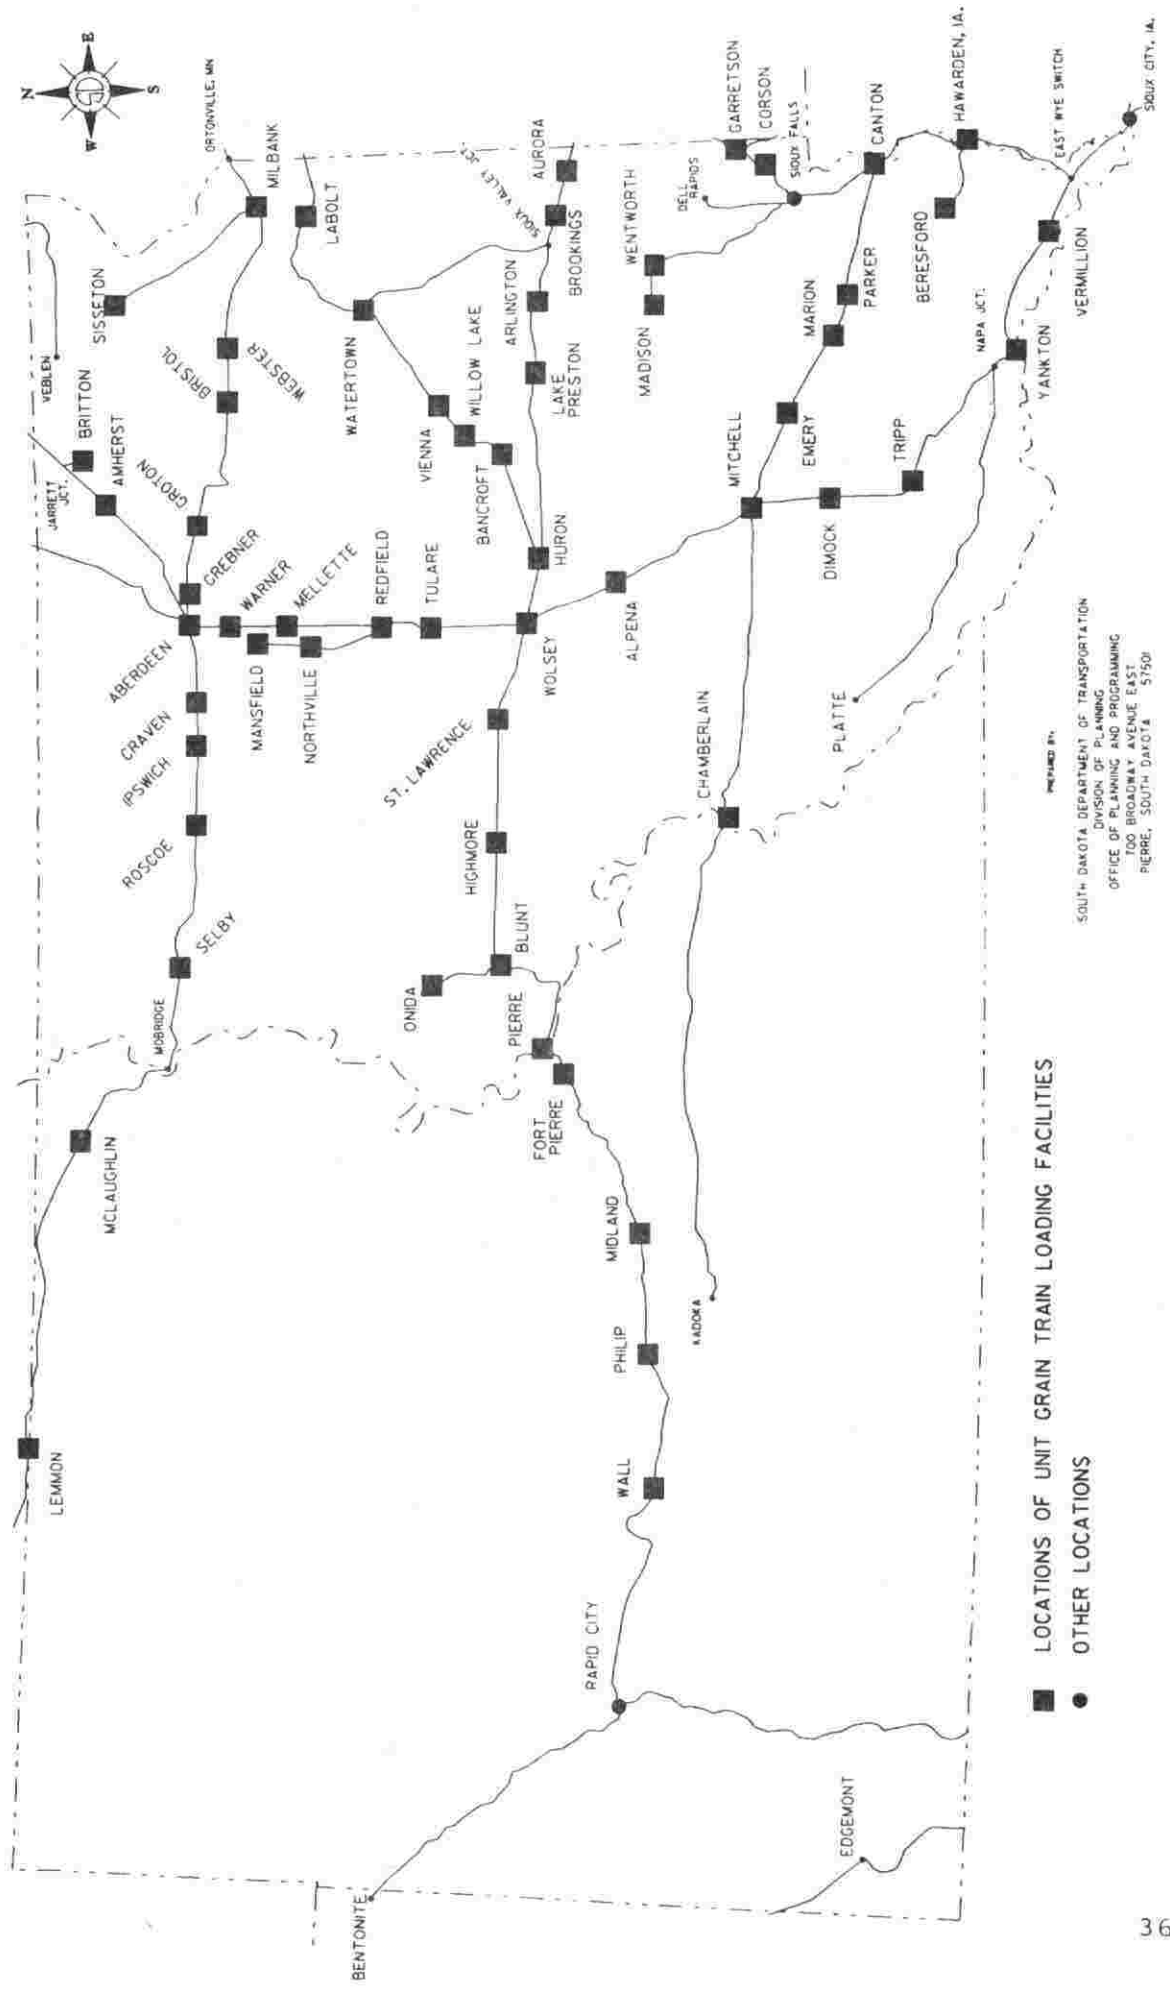 N
E
S
W
SD
LEMMON
MCLAUGHLIN
MOBRIDGE
SELBY
ROSCOE
IPSWICH
CRAVEN
ABERDEEN
GREBNER
GROTON
BRISTOL
WEBSTER
JARRETT
JCT.
BRITTON
AMHERST
VEBLEN
SISSETON
ORTONVILLE, MN
MILBANK
LABOLT
WARNER
MELLETTE
MANSFIELD
NORTHVILLE
REDFIELD
TULARE
WATERTOWN
VIENNA
WILLOW LAKE
BANCROFT
SIOUX VALLEY JCT.
ARLINGTON
BROOKINGS
AURORA
LAKE
PRESTON
HURON
WOLSEY
ST. LAWRENCE
HIGHMORE
BLUNT
ONIDA
PIERRE
FORT
PIERRE
MIDLAND
PHILIP
WALL
RAPID CITY
BENTONITE
EDGEMONT
KADOKA
CHAMBERLAIN
ALPENA
MITCHELL
WENTWORTH
MADISON
DELL
RAPIDS
GARRETSON
CORSON
SIOUX FALLS
CANTON
PARKER
MARION
EMERY
DIMOCK
TRIPP
PLATTE
BERESFORD
HAWARDEN, IA.
EAST WYE SWITCH
SIOUX CITY, IA.
VERMILLION
NAPA JCT.
YANKTON
LOCATIONS OF UNIT GRAIN TRAIN LOADING FACILITIES
OTHER LOCATIONS
PREPARED BY:
SOUTH DAKOTA DEPARTMENT OF TRANSPORTATION
DIVISION OF PLANNING
OFFICE OF PLANNING AND PROGRAMMING
700 BROADWAY AVENUE EAST
PIERRE, SOUTH DAKOTA 57501
36